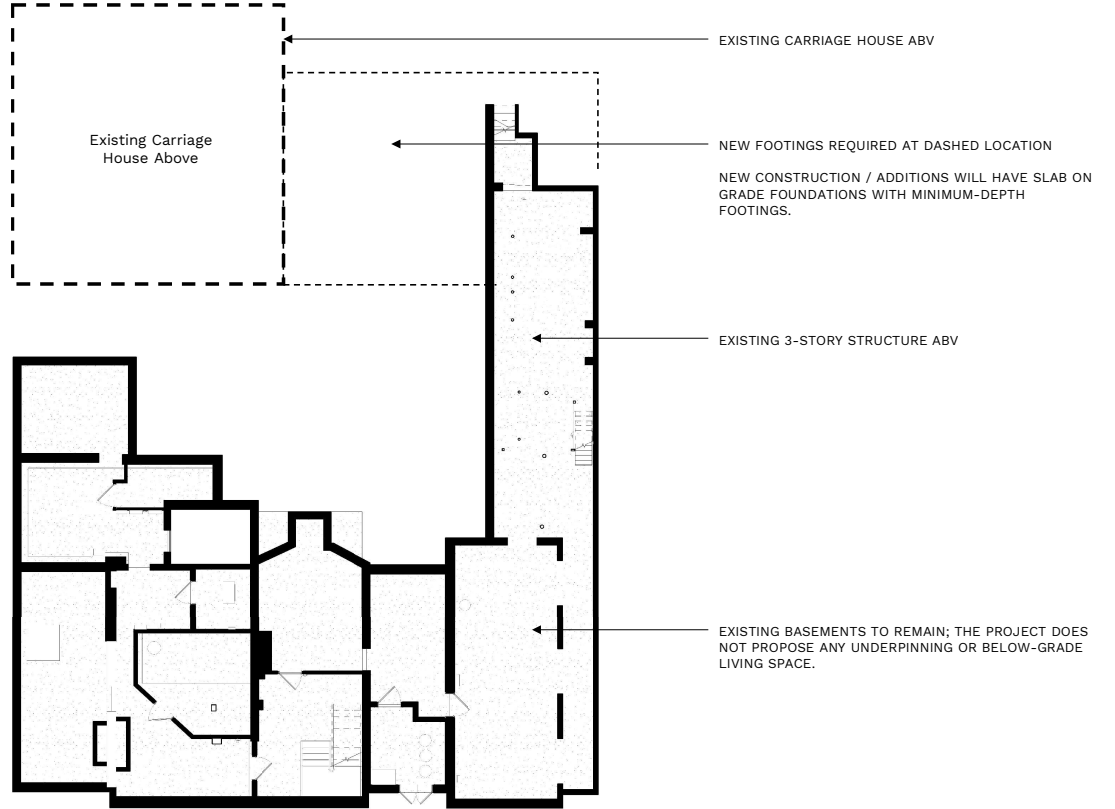 EXISTING CARRIAGE HOUSE ABV
Existing Carriage
House Above
NEW FOOTINGS REQUIRED AT DASHED LOCATION
NEW CONSTRUCTION / ADDITIONS WILL HAVE SLAB ON
GRADE FOUNDATIONS WITH MINIMUM-DEPTH
FOOTINGS.
EXISTING 3-STORY STRUCTURE ABV
EXISTING BASEMENTS TO REMAIN; THE PROJECT DOES
NOT PROPOSE ANY UNDERPINNING OR BELOW-GRADE
LIVING SPACE.